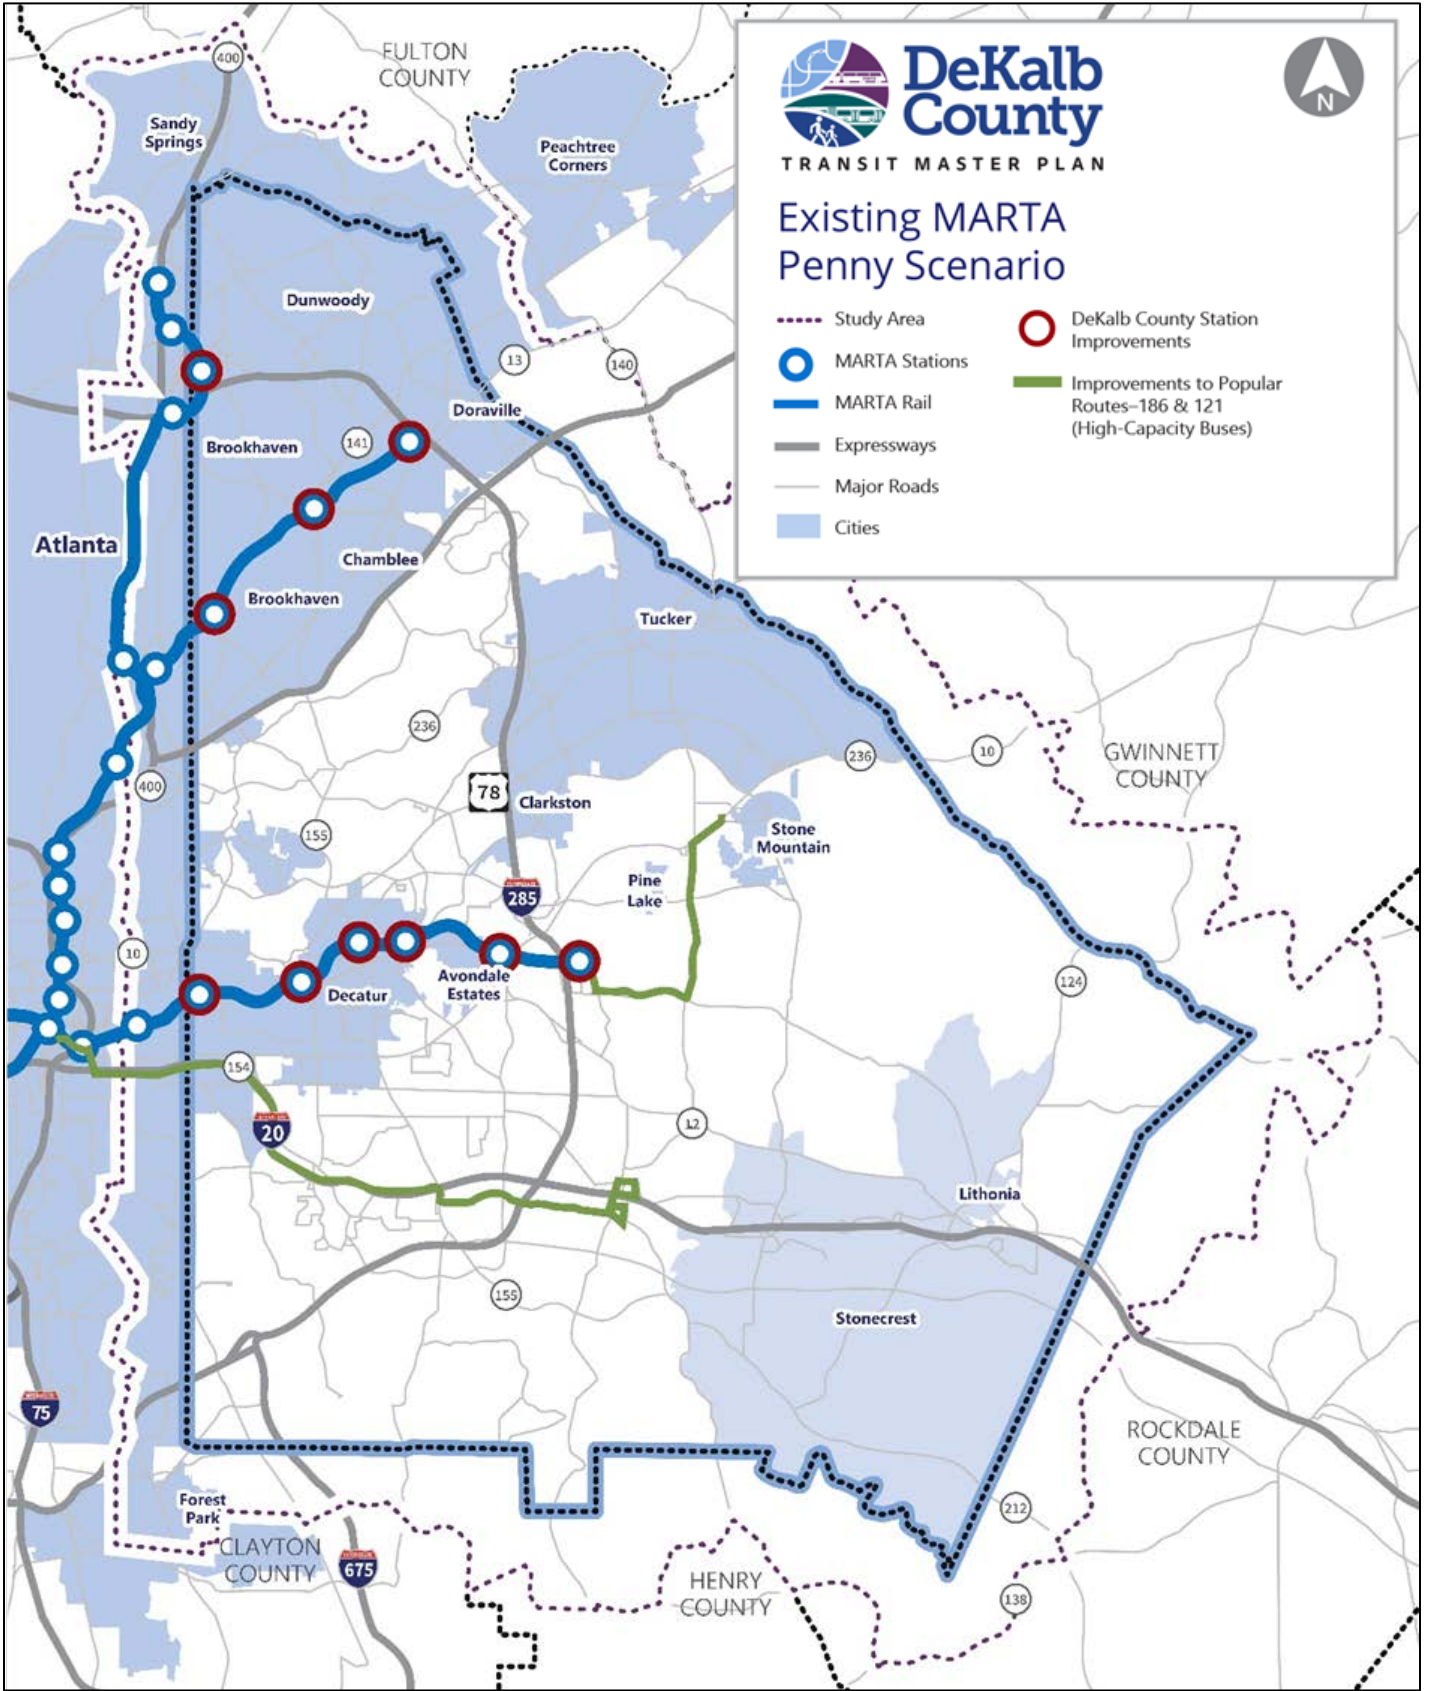 DeKalb
County
TRANSIT MASTER PLAN
N
Existing MARTA
Penny Scenario
Study Area
MARTA Stations
MARTA Rail
Expressways
Major Roads
Cities
DeKalb County Station
Improvements
Improvements to Popular
Routes–186 & 121
(High-Capacity Buses)
FULTON
COUNTY
400
Sandy
Springs
Peachtree
Corners
Dunwoody
13
140
Doraville
141
Brookhaven
Atlanta
Chamblee
Brookhaven
Tucker
236
236
10
GWINNETT
COUNTY
400
78
Clarkston
155
Stone
Mountain
Pine
Lake
285
10
Avondale
Estates
Decatur
124
154
20
12
Lithonia
155
Stonecrest
75
ROCKDALE
COUNTY
Forest
Park
212
CLAYTON
COUNTY
675
HENRY
COUNTY
138